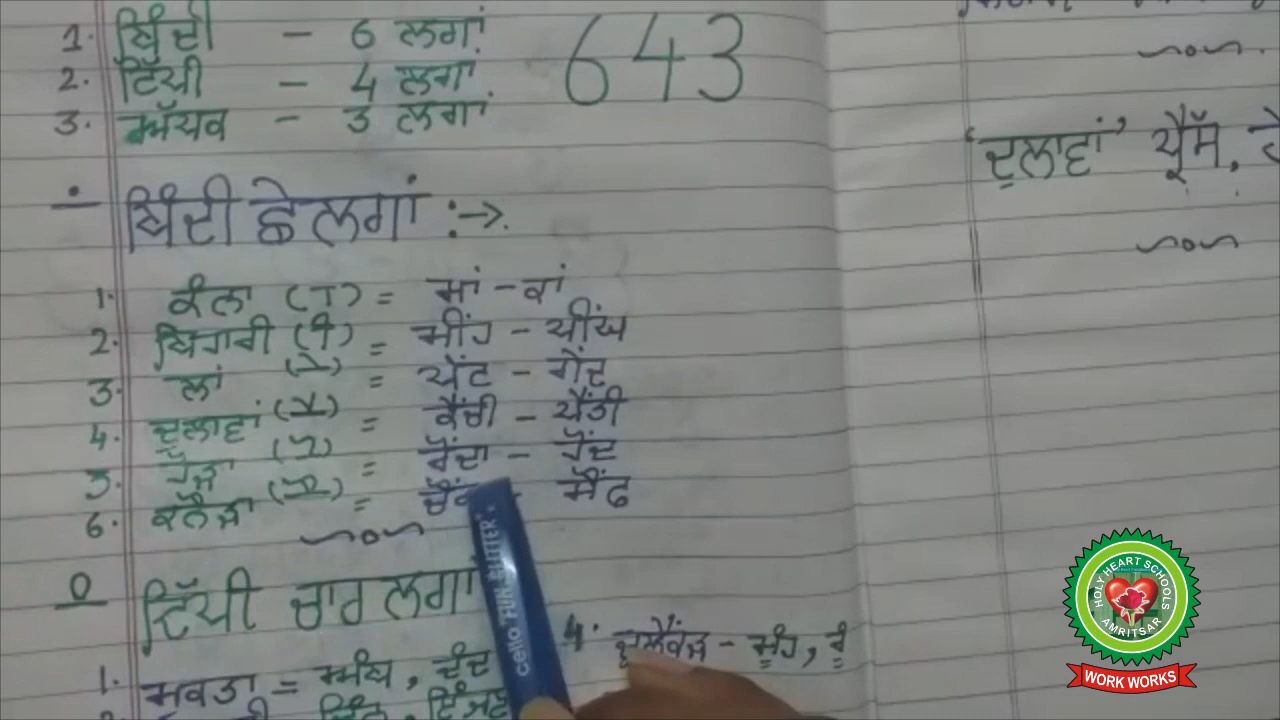 1. ਬਿੰਦੀ - 6 ਲਗਾਂ 643
2. ਟਿੱਪੀ - 4 ਲਗਾਂ
3. ਅੱਧਕ - 3 ਲਗਾਂ
ਬਿੰਦੀ ਛੇ ਲਗਾਂ :→
1. ਕੰਨਾ (ਾ) = ਮਾਂ - ਕਾਂ
2. ਬਿਹਾਰੀ (ੀ) = ਮੀਂਹ - ਪੀਂਘ
3. ਲਾਂ (ੇ) = ਪੇਂਟ - ਗੇਂਦ
4. ਦੁਲਾਵਾਂ (ੈ) = ਕੈਂਚੀ - ਪੈਂਤੀ
5. ਹੋੜਾ (ੋ) = ਰੋਂਦਾ - ਹੋਂਦ
6. ਕਨੌੜਾ (ੌ) = - ਸੌਂਫ
ਟਿੱਪੀ ਚਾਰ ਲਗਾਂ
1. ਮੁਕਤਾ = ਅੰਬ, ਦੰਦ
4. ਦੁਲੈਂਕੜ - ਮੂੰਹ,
'ਦੁਲਾਵਾਂ'
HOLY HEART SCHOOLS
AMRITSAR
WORK WORKS
cello FUN BUTTER